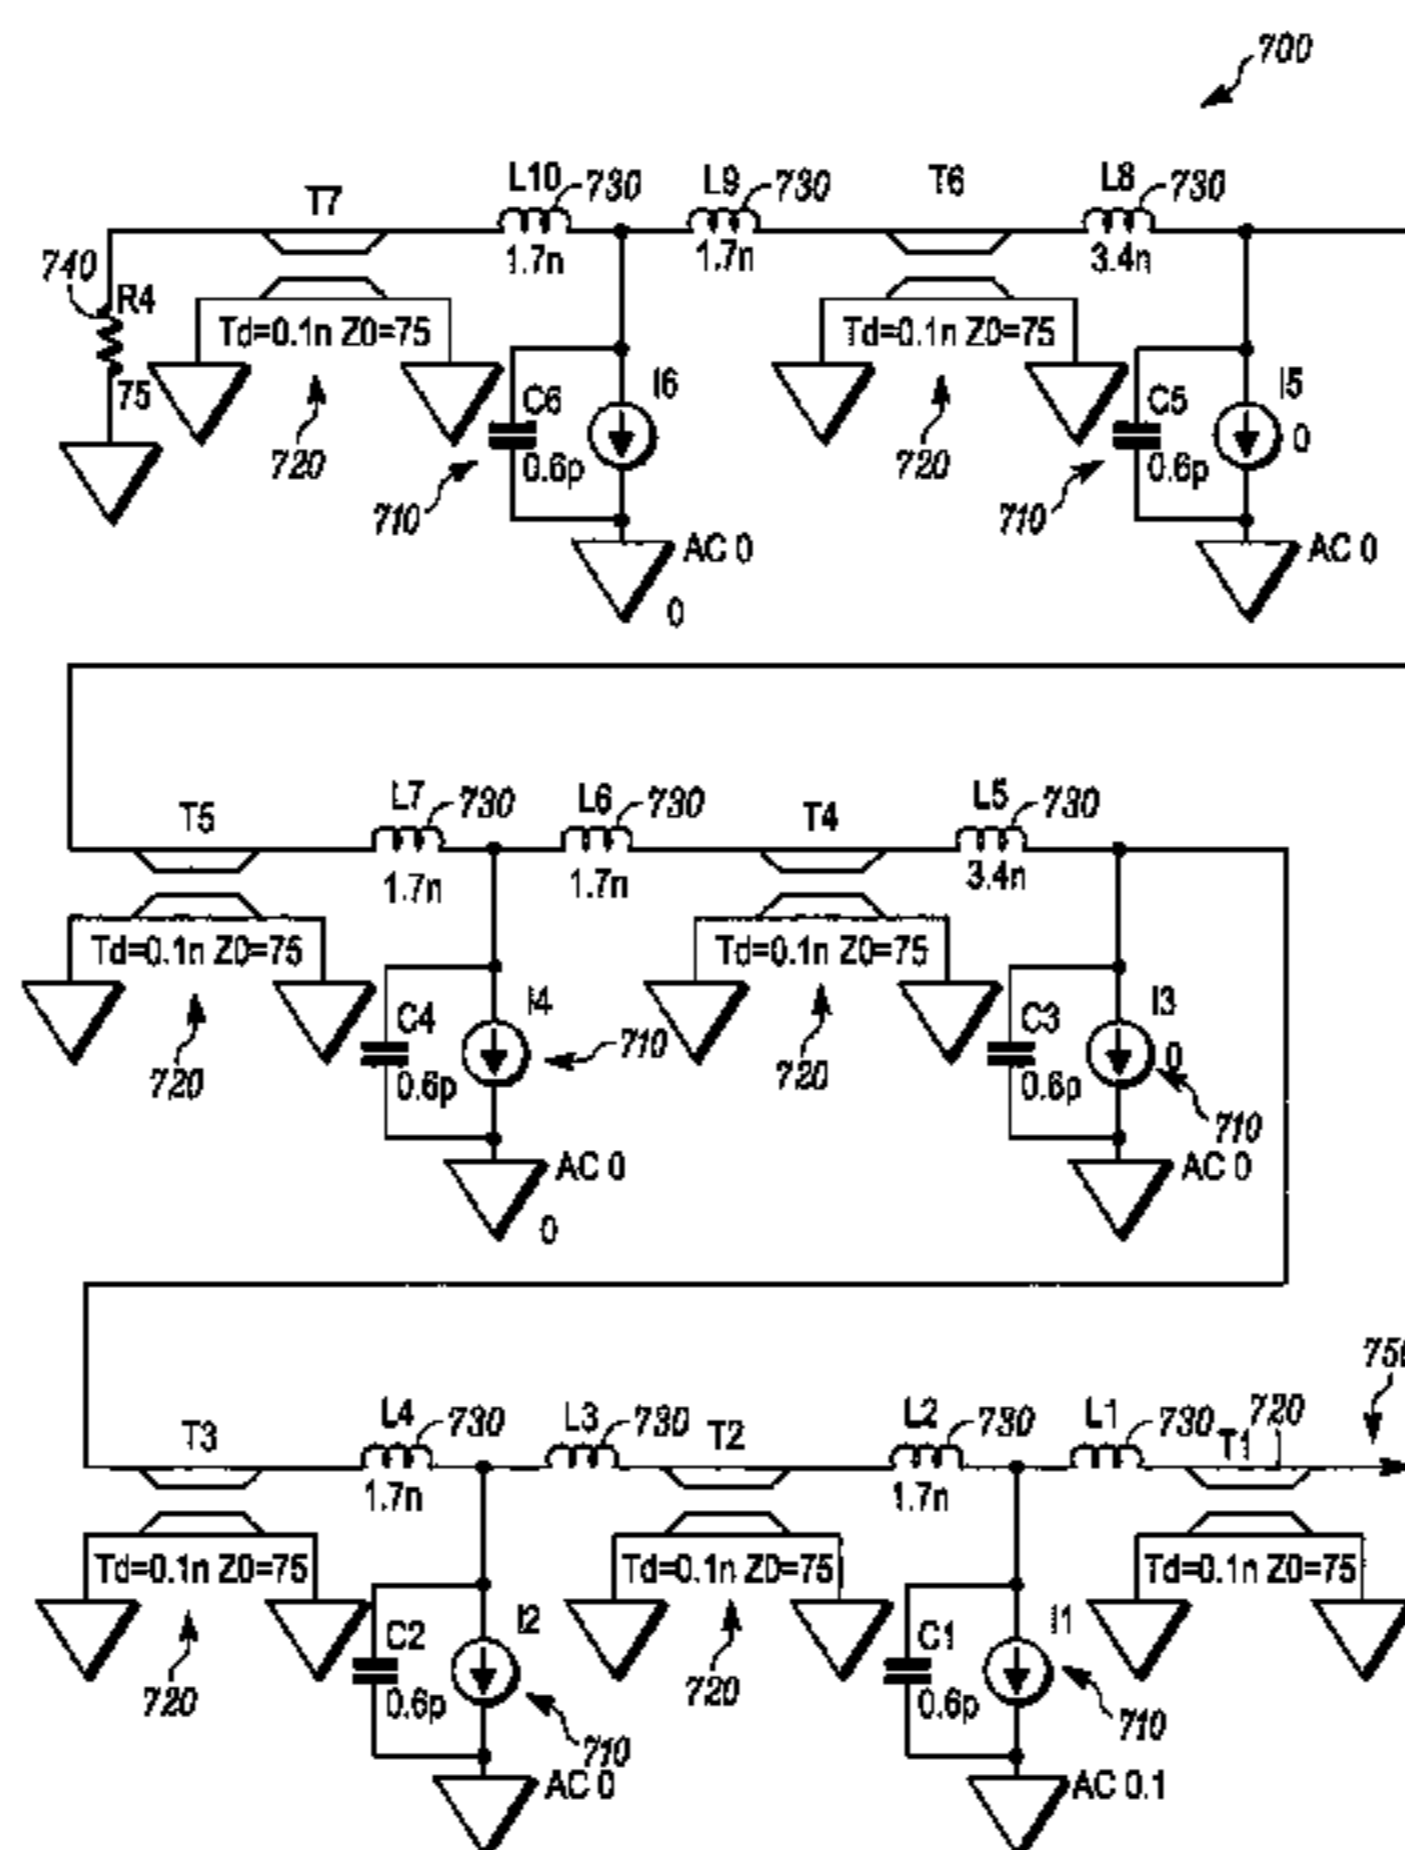 700
L10 730 L9 730 T6 L8 730
T7
1.7n 1.7n 3.4n
740 R4
Td=0.1n Z0=75 Td=0.1n Z0=75
75 C6 I6 C5 I5
0
720 0.6p 720 0.6p
710 710
AC 0 AC 0
0
L7 730 L6 730 T4 L5 730
T5
1.7n 1.7n 3.4n
Td=0.1n Z0=75 Td=0.1n Z0=75
C4 I4 710 C3 I3
0
720 0.6p 720 0.6p
710
AC 0 AC 0
0
750
L4 730 L3 730 T2 L2 730 L1 730 T1 720
T3
1.7n 1.7n
Td=0.1n Z0=75 Td=0.1n Z0=75 Td=0.1n Z0=75
C2 I2 C1 I1
720 0.6p 720 0.6p
710 710
AC 0 AC 0.1